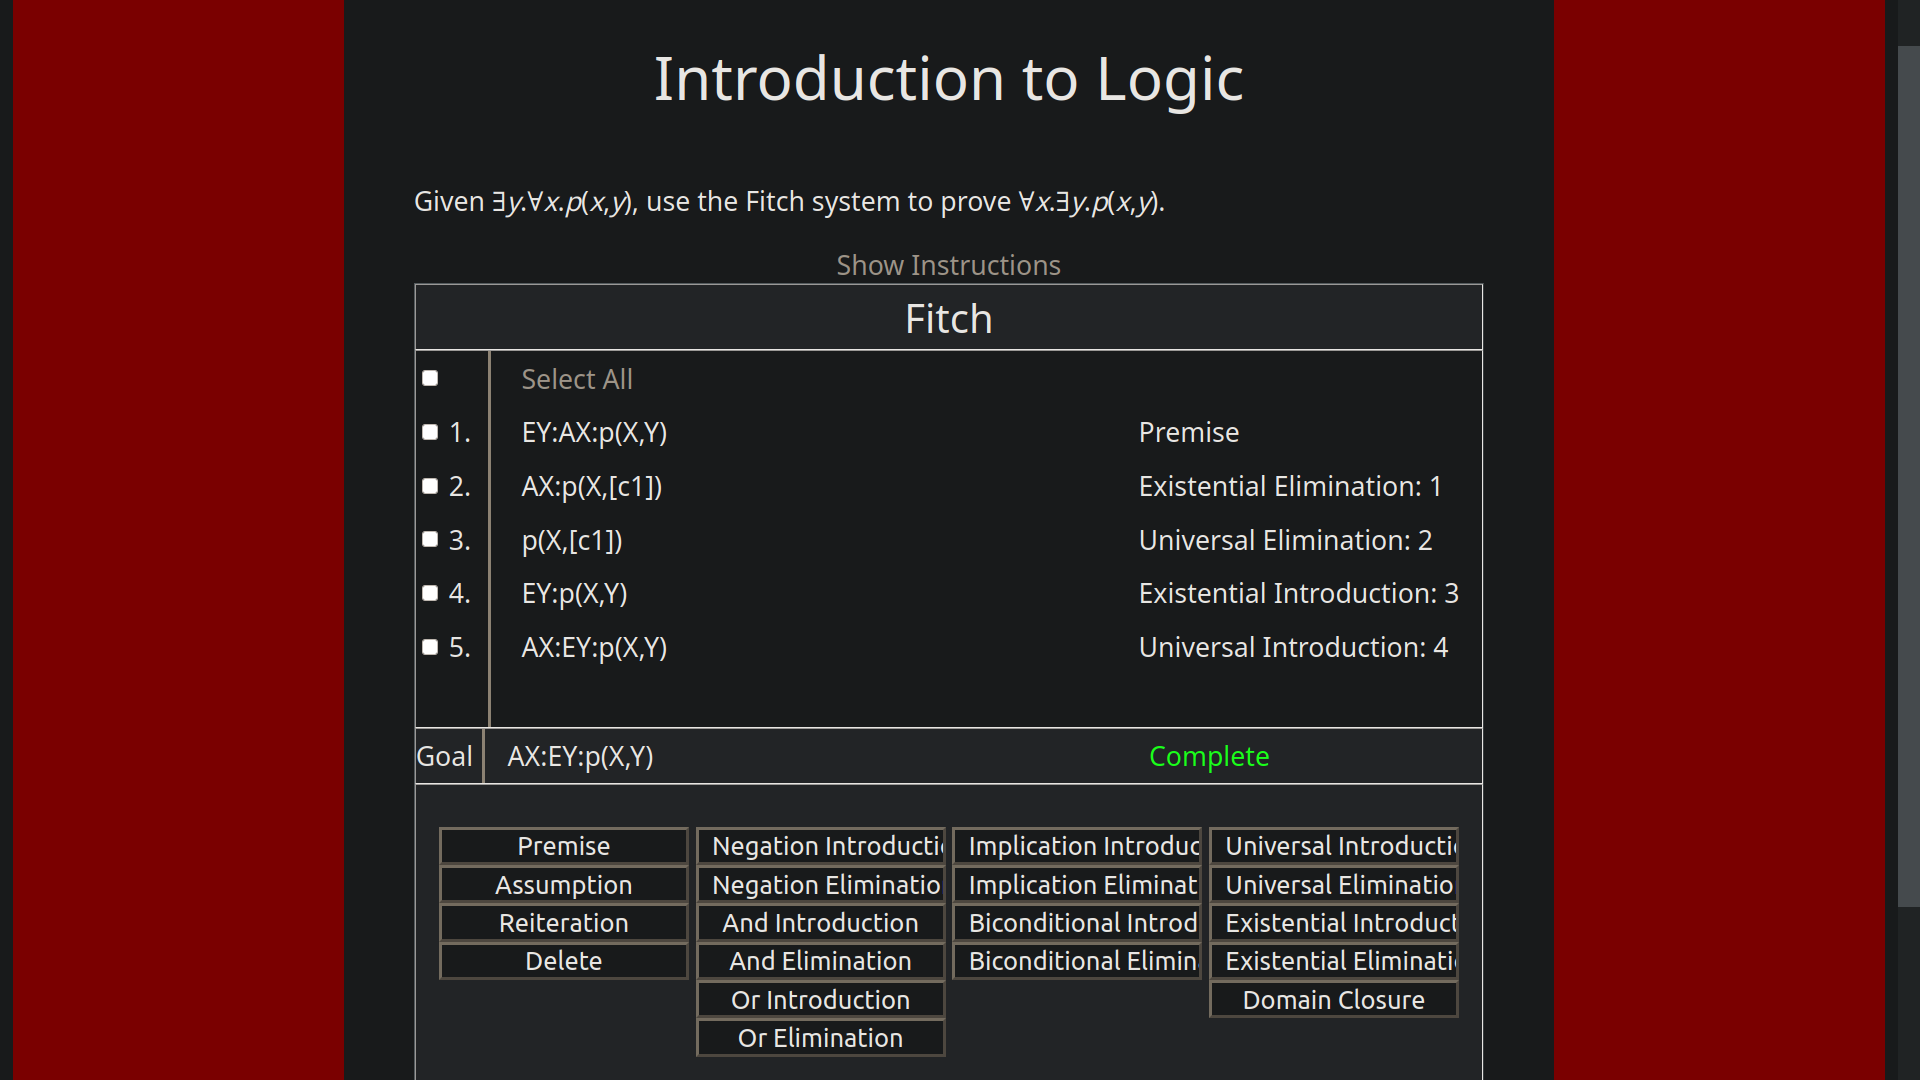 Introduction to Logic
Given ∃y.∀x.p(x,y), use the Fitch system to prove ∀x.∃y.p(x,y).
Show Instructions
Fitch
Select All
1. EY:AX:p(X,Y) Premise
2. AX:p(X,[c1]) Existential Elimination: 1
3. p(X,[c1]) Universal Elimination: 2
4. EY:p(X,Y) Existential Introduction: 3
5. AX:EY:p(X,Y) Universal Introduction: 4
Goal AX:EY:p(X,Y) Complete
Premise Negation Introducti Implication Introduc Universal Introducti
Assumption Negation Eliminatio Implication Eliminat Universal Eliminatio
Reiteration And Introduction Biconditional Introd Existential Introduct
Delete And Elimination Biconditional Elimin Existential Eliminati
Or Introduction Domain Closure
Or Elimination